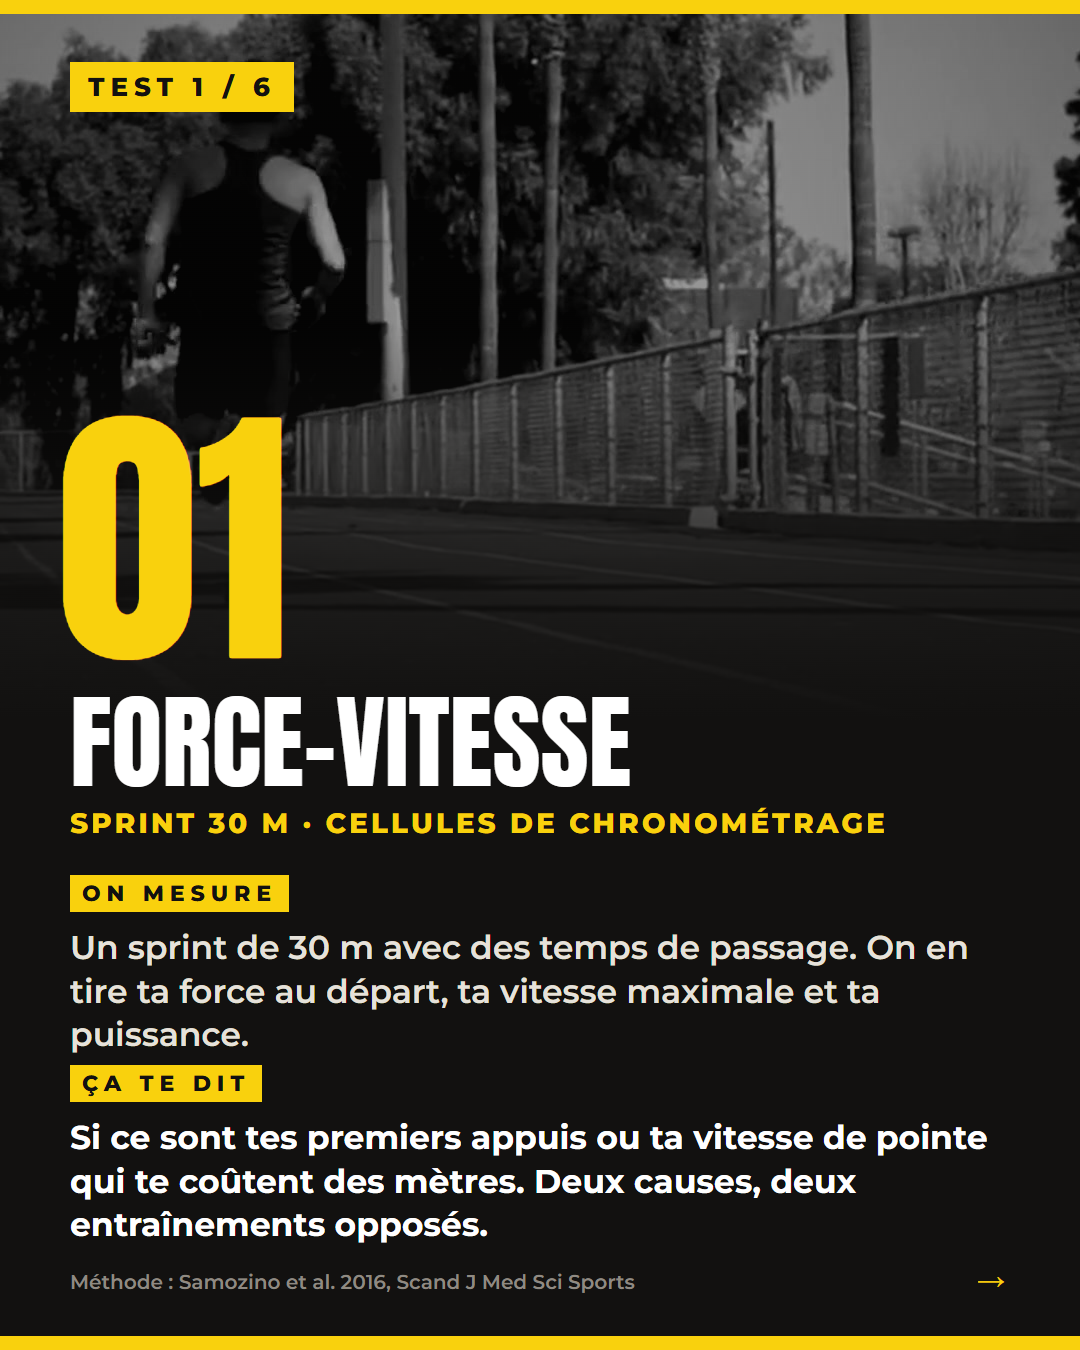 TEST 1 / 6
01
FORCE-VITESSE
SPRINT 30 M · CELLULES DE CHRONOMÉTRAGE
ON MESURE
Un sprint de 30 m avec des temps de passage. On en
tire ta force au départ, ta vitesse maximale et ta
puissance.
ÇA TE DIT
Si ce sont tes premiers appuis ou ta vitesse de pointe
qui te coûtent des mètres. Deux causes, deux
entraînements opposés.
Méthode : Samozino et al. 2016, Scand J Med Sci Sports →